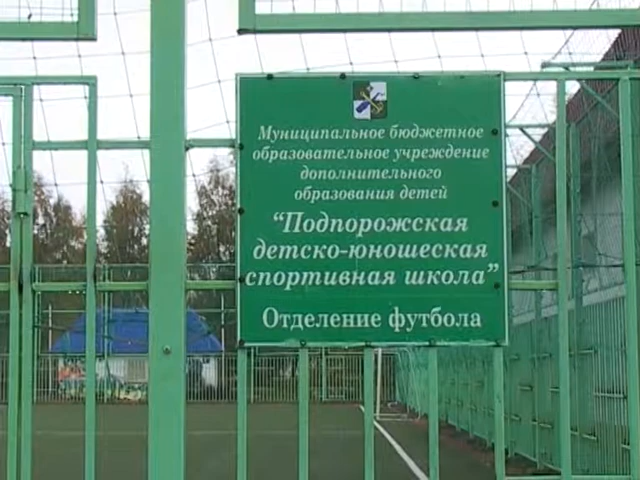 Муниципальное бюджетное
образовательное учреждение
дополнительного
образования детей
"Подпорожская
детско-юношеская
спортивная школа"
Отделение футбола